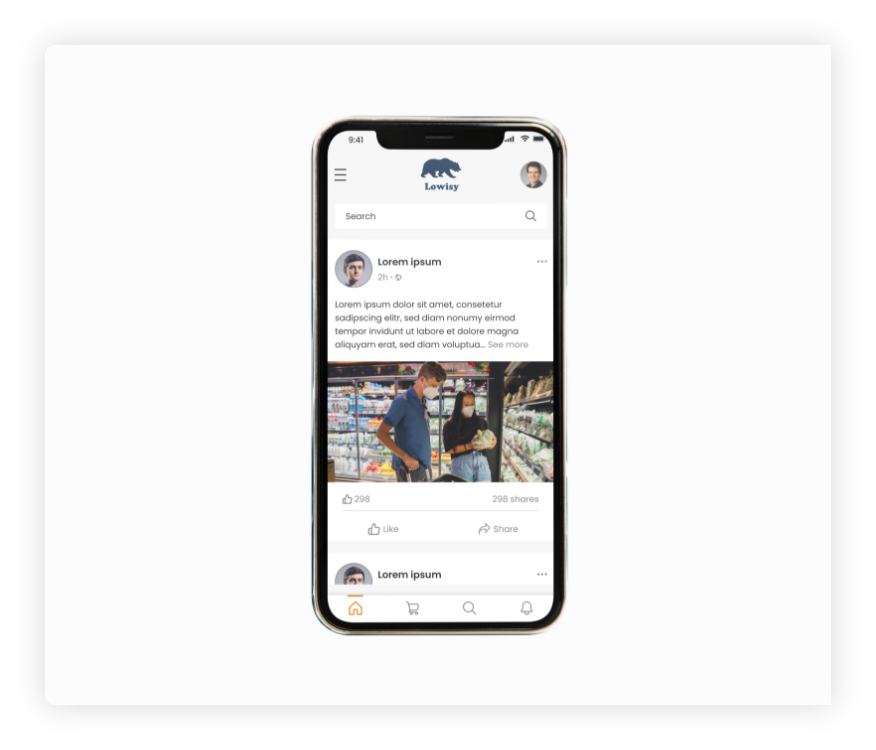 9:41
Lowisy
Search
Lorem ipsum
2h
Lorem ipsum dolor sit amet, consetetur
sadipscing elitr, sed diam nonumy eirmod
tempor invidunt ut labore et dolore magna
aliquyam erat, sed diam voluptua... See more
298
298 shares
Like
Share
Lorem ipsum